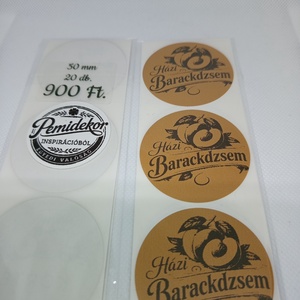 50 mm
20 db.
900 Ft.
Pemidekor
INSPIRÁCIÓBÓL
Házi
Barackdzsem
Házi
Barackdzsem
Házi
Barackdzsem